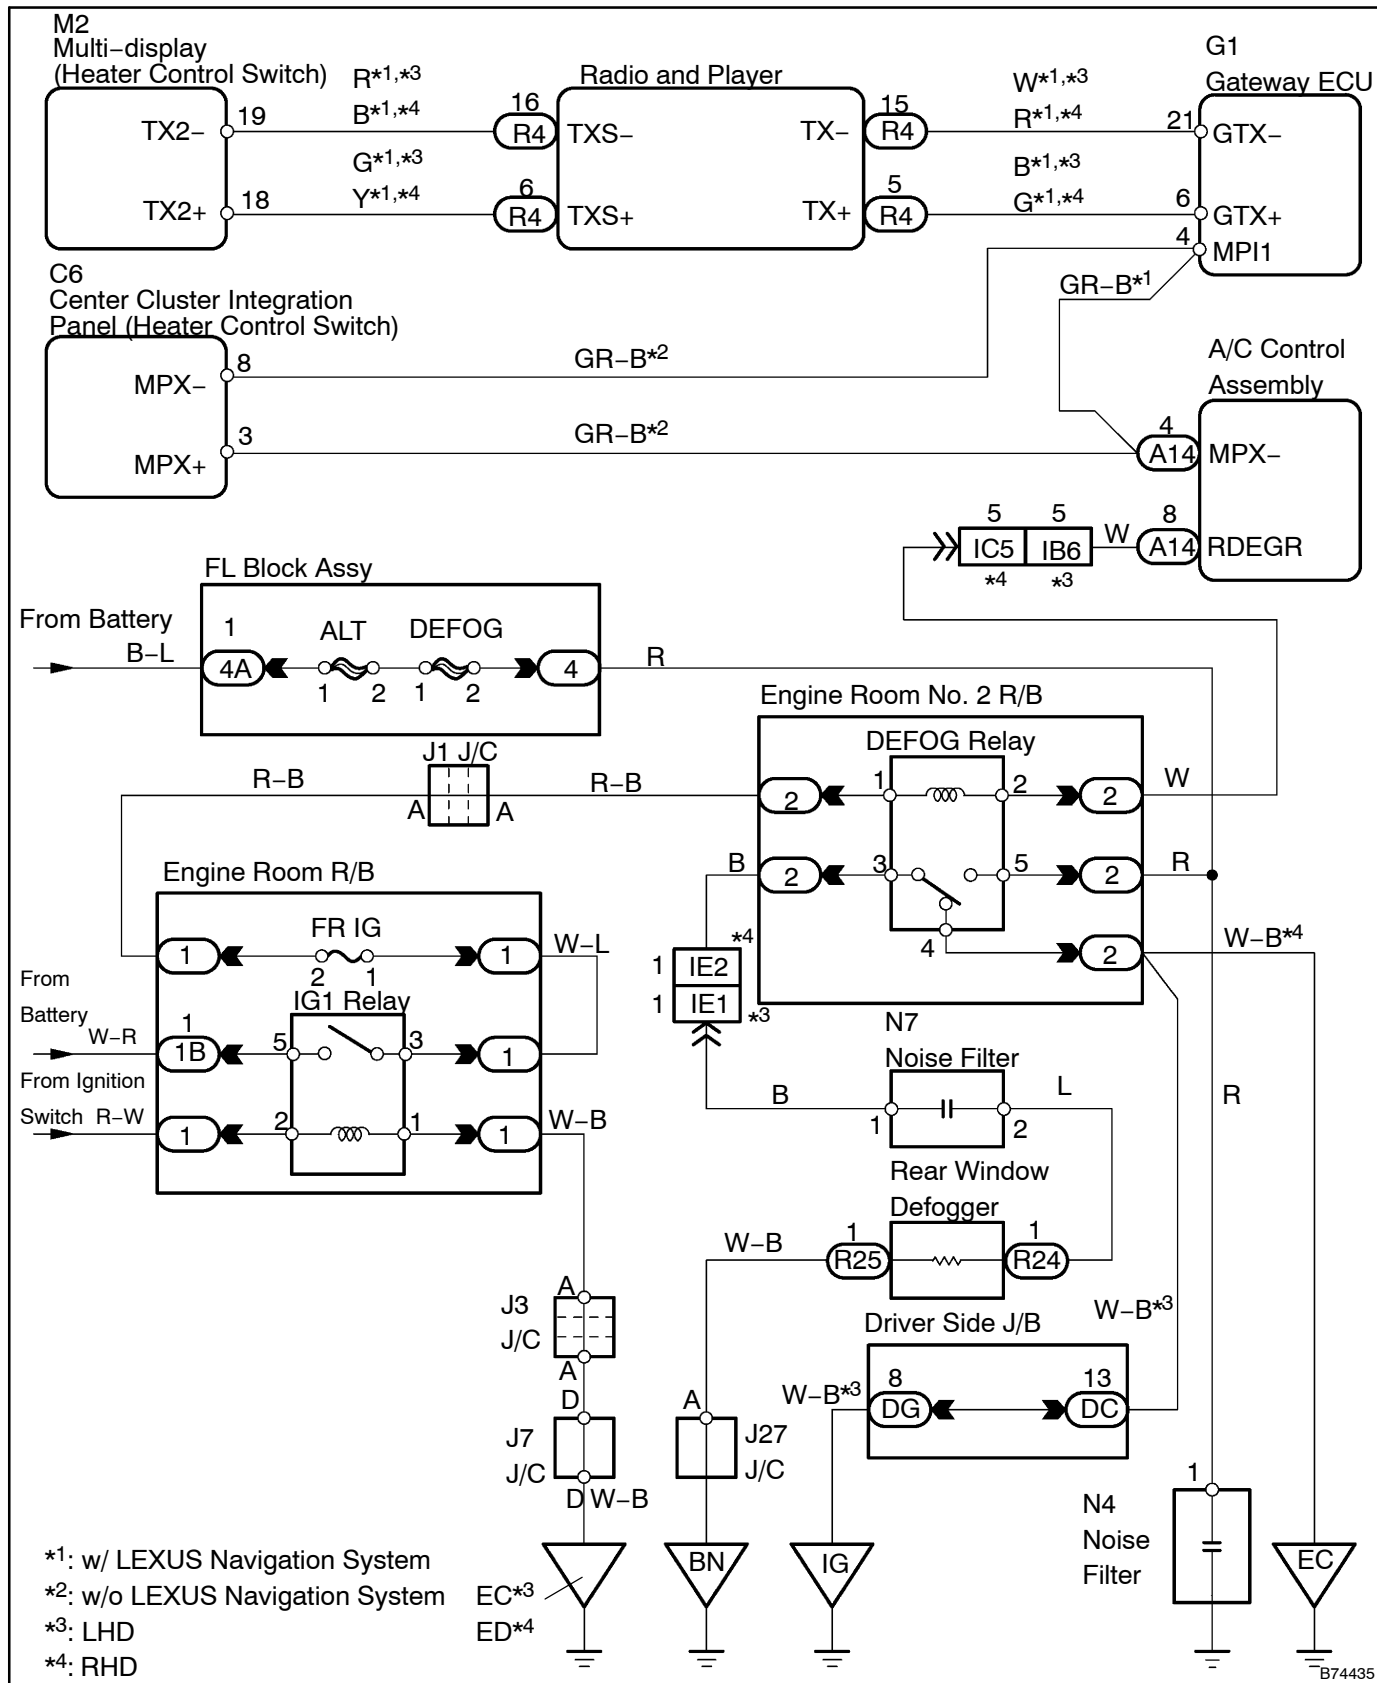 M2
Multi-display
(Heater Control Switch)
R*1,*3
B*1,*4
G*1,*3
Y*1,*4
TX2-
19
TX2+
18
Radio and Player
16
R4
TXS-
6
R4
TXS+
15
TX-
R4
5
TX+
R4
W*1,*3
R*1,*4
B*1,*3
G*1,*4
G1
Gateway ECU
21
GTX-
6
GTX+
4
MPI1
GR-B*1
C6
Center Cluster Integration
Panel (Heater Control Switch)
MPX-
8
GR-B*2
MPX+
3
GR-B*2
A/C Control
Assembly
4
A14
MPX-
8
A14
RDEGR
5
5
IC5
IB6
W
*4
*3
FL Block Assy
From Battery
B-L
1
4A
ALT
1
2
DEFOG
1
2
4
R
J1 J/C
R-B
A
A
R-B
Engine Room No. 2 R/B
DEFOG Relay
2
1
2
2
W
B
2
3
5
2
R
4
2
W-B*4
Engine Room R/B
1
FR IG
2
1
1
W-L
From
Battery
W-R
1
1B
IG1 Relay
5
3
1
From Ignition
Switch R-W
1
2
1
1
W-B
*4
1
IE2
1
IE1
*3
N7
Noise Filter
B
1
2
L
R
Rear Window
Defogger
W-B
1
R25
1
R24
W-B*3
Driver Side J/B
W-B*3
8
DG
13
DC
J3
J/C
A
A
D
J7
J/C
D
W-B
A
J27
J/C
1
N4
Noise
Filter
EC*3
ED*4
BN
IG
EC
*1: w/ LEXUS Navigation System
*2: w/o LEXUS Navigation System
*3: LHD
*4: RHD
B74435